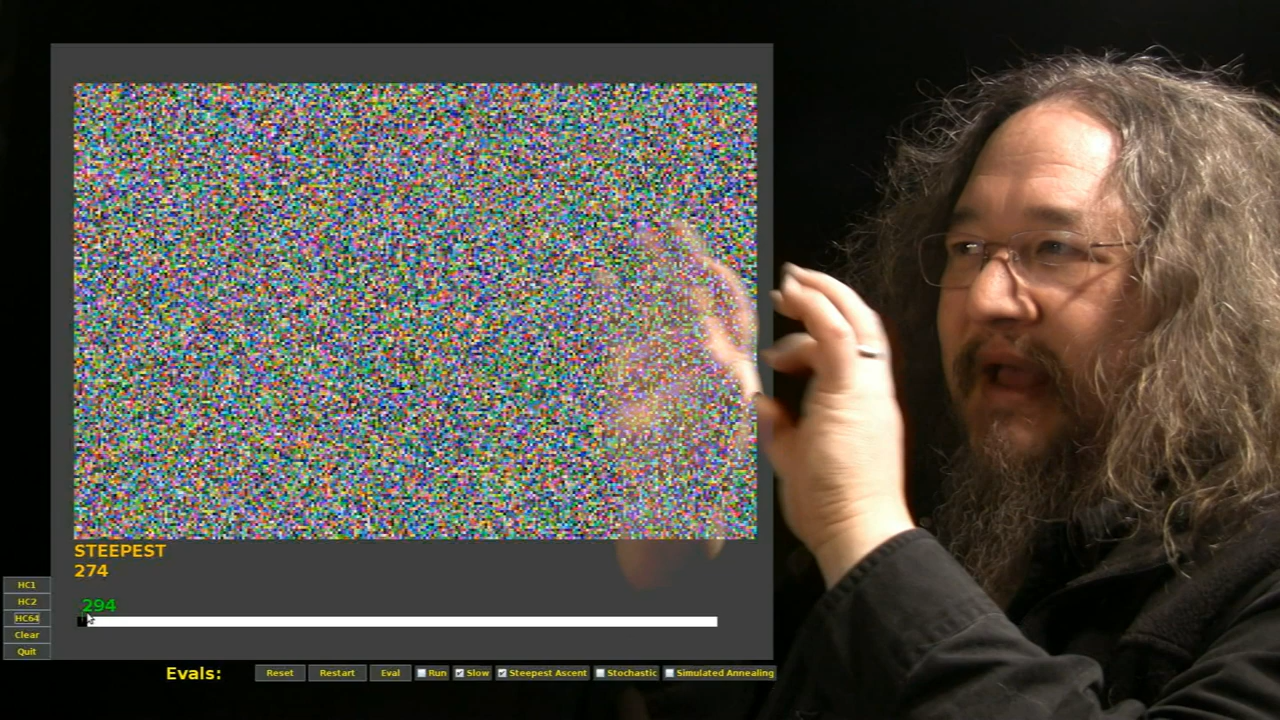 STEEPEST
274
294
HC1
HC2
HC64
Clear
Quit
Evals: Reset Restart Eval Run Slow Steepest Ascent Stochastic Simulated Annealing